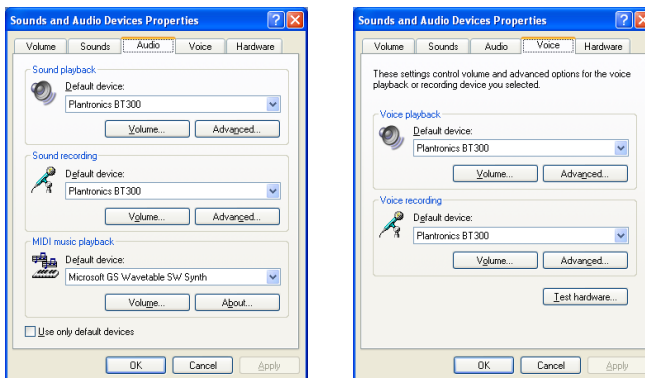 Sounds and Audio Devices Properties
Volume
Sounds
Audio
Voice
Hardware
Sound playback
Default device:
Plantronics BT300
Volume...
Advanced...
Sound recording
Default device:
Plantronics BT300
Volume...
Advanced...
MIDI music playback
Default device:
Microsoft GS Wavetable SW Synth
Volume...
About...
Use only default devices
OK
Cancel
Apply
Sounds and Audio Devices Properties
Volume
Sounds
Audio
Voice
Hardware
These settings control volume and advanced options for the voice
playback or recording device you selected.
Voice playback
Default device:
Plantronics BT300
Volume...
Advanced...
Voice recording
Default device:
Plantronics BT300
Volume...
Advanced...
Test hardware...
OK
Cancel
Apply